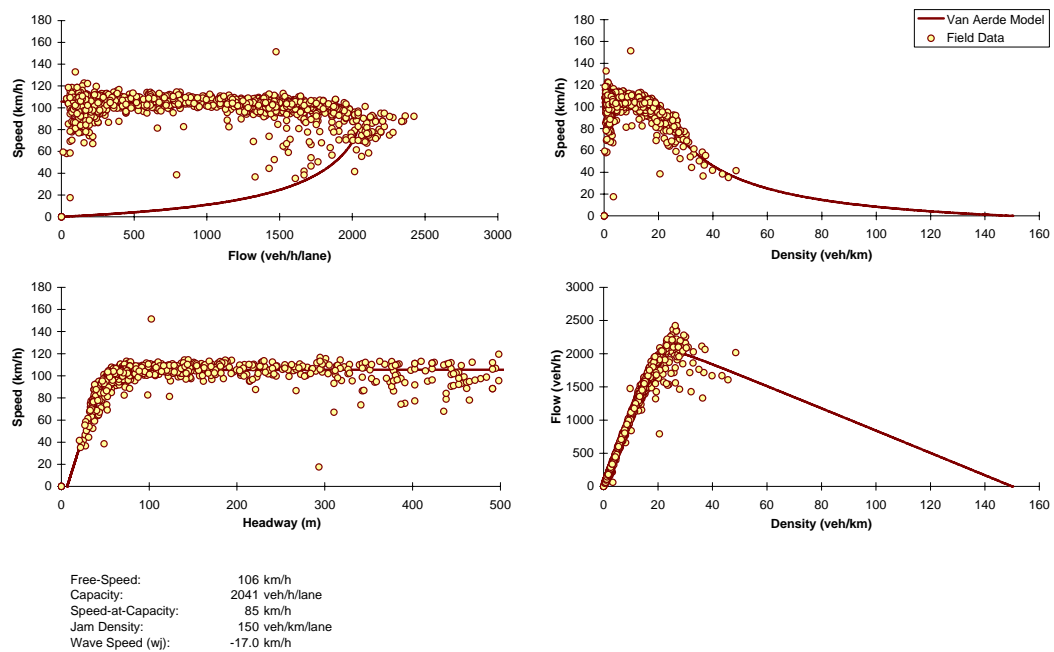 180
160
140
120
100
80
60
40
20
0
Speed (km/h)
0 500 1000 1500 2000 2500 3000
Flow (veh/h/lane)
180
160
140
120
100
80
60
40
20
0
Speed (km/h)
0 20 40 60 80 100 120 140 160
Density (veh/km)
Van Aerde Model
Field Data
180
160
140
120
100
80
60
40
20
0
Speed (km/h)
0 100 200 300 400 500
Headway (m)
3000
2500
2000
1500
1000
500
0
Flow (veh/h)
0 20 40 60 80 100 120 140 160
Density (veh/km)
Free-Speed: 106 km/h
Capacity: 2041 veh/h/lane
Speed-at-Capacity: 85 km/h
Jam Density: 150 veh/km/lane
Wave Speed (wj): -17.0 km/h